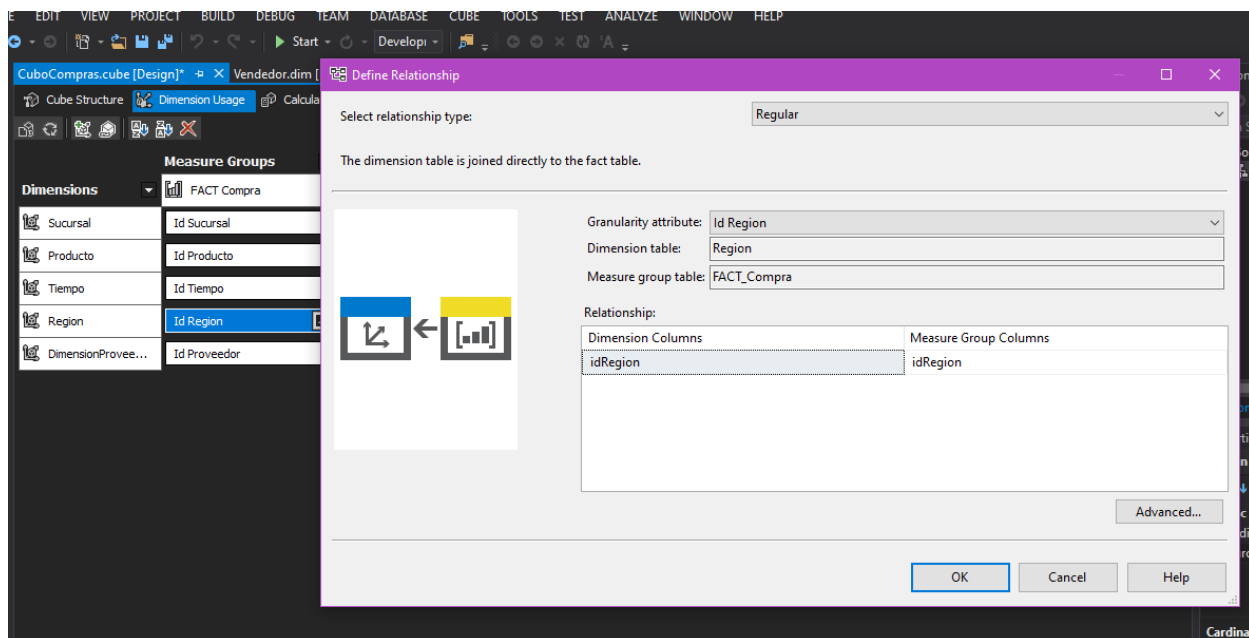 EDIT VIEW PROJECT BUILD DEBUG TEAM DATABASE CUBE TOOLS TEST ANALYZE WINDOW HELP
Start Develop
CuboCompras.cube [Design]* Vendedor.dim [
Define Relationship
Cube Structure Dimension Usage Calcula
Select relationship type: Regular
Measure Groups
The dimension table is joined directly to the fact table.
Dimensions FACT Compra
Sucursal Id Sucursal
Producto Id Producto
Tiempo Id Tiempo
Region Id Region
DimensionProvee... Id Proveedor
Granularity attribute: Id Region
Dimension table: Region
Measure group table: FACT_Compra
Relationship:
Dimension Columns Measure Group Columns
idRegion idRegion
Advanced...
OK Cancel Help
Cardina